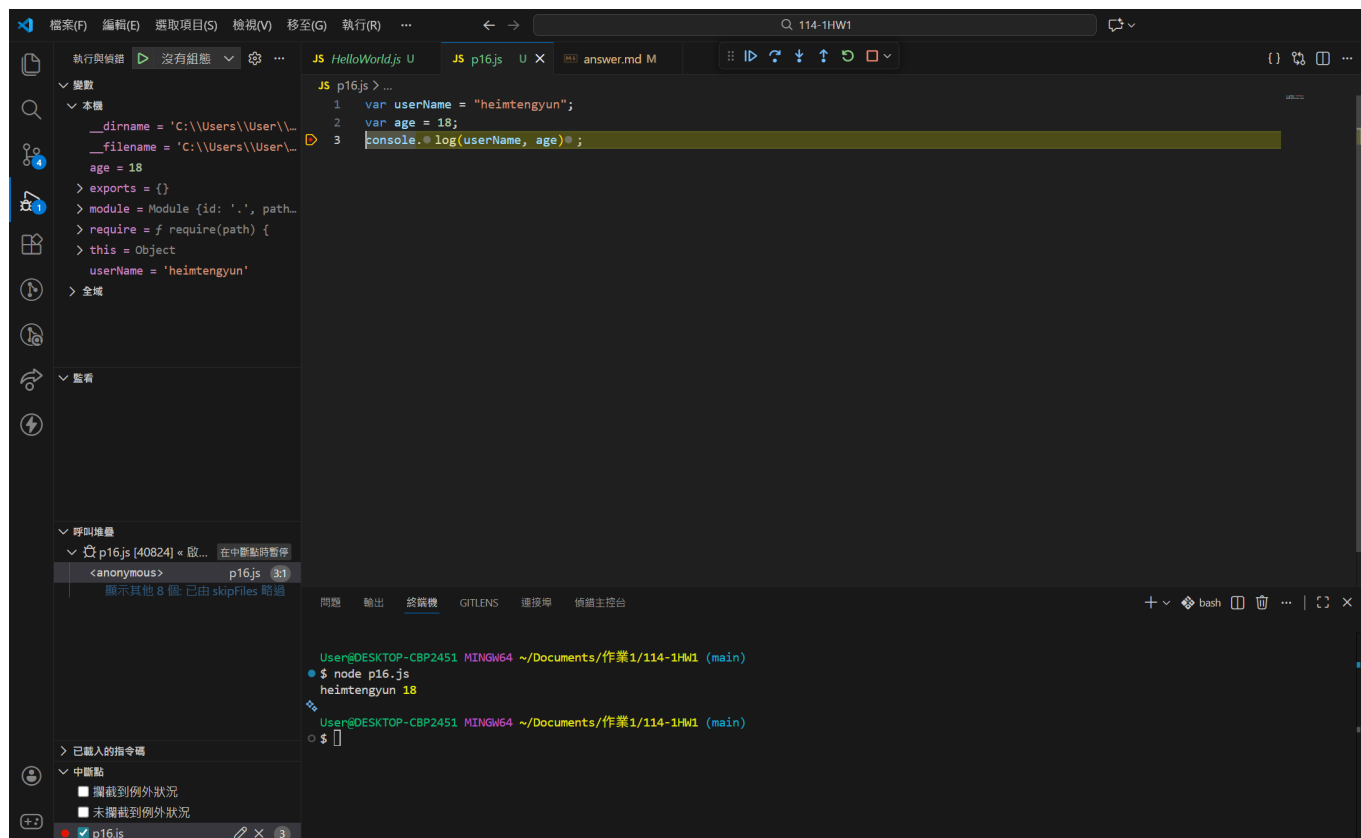 檔案(F) 編輯(E) 選取項目(S) 檢視(V) 移至(G) 執行(R) ··· 114-1HW1
執行與偵錯 沒有組態 ···
JS HelloWorld.js U JS p16.js U answer.md M
變數
本機
__dirname = 'C:\\Users\\User\\…
__filename = 'C:\\Users\\User\…
age = 18
exports = {}
module = Module {id: '.', path…
require = ƒ require(path) {
this = Object
userName = 'heimtengyun'
全域
監看
呼叫堆疊
p16.js [40824] « 啟… 在中斷點時暫停
<anonymous> p16.js 3:1
顯示其他 8 個: 已由 skipFiles 略過
已載入的指令碼
中斷點
攔截到例外狀況
未攔截到例外狀況
p16.js 3
JS p16.js > ...
1 var userName = "heimtengyun";
2 var age = 18;
3 console. log(userName, age) ;
問題 輸出 終端機 GITLENS 連接埠 偵錯主控台 bash ···
User@DESKTOP-CBP2451 MINGW64 ~/Documents/作業1/114-1HW1 (main)
$ node p16.js
heimtengyun 18
User@DESKTOP-CBP2451 MINGW64 ~/Documents/作業1/114-1HW1 (main)
$
4
1